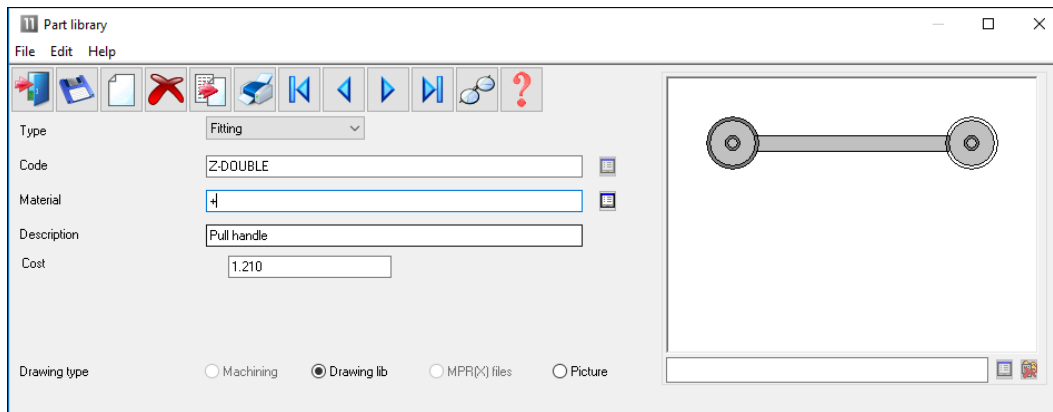 11 Part library
File Edit Help
?
Type Fitting
Code Z-DOUBLE
Material +
Description Pull handle
Cost 1.210
Drawing type Machining Drawing lib MPR(X) files Picture